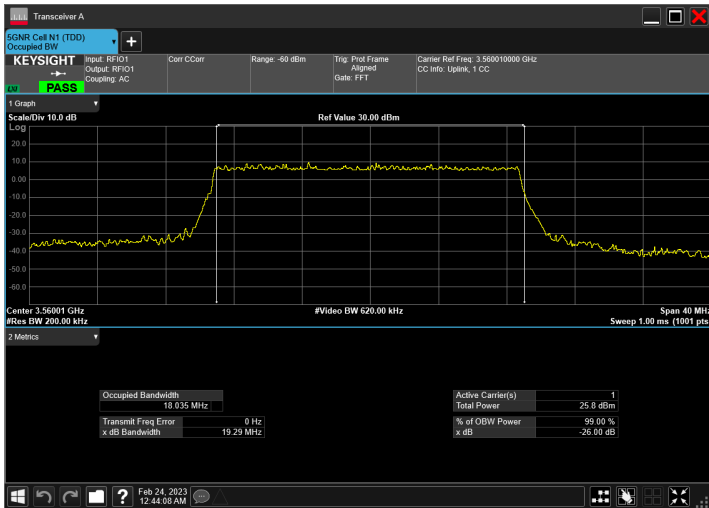 Transceiver A
5GNR Cell N1 (TDD)
Occupied BW
KEYSIGHT
PASS
Input: RFIO1
Output: RFIO1
Coupling: AC
Corr CCorr
Range: -60 dBm
Trig: Prot Frame
Aligned
Gate: FFT
Carrier Ref Freq: 3.560010000 GHz
CC Info: Uplink, 1 CC
1 Graph
Scale/Div 10.0 dB
Ref Value 30.00 dBm
Log
20.0
10.0
0.00
-10.0
-20.0
-30.0
-40.0
-50.0
-60.0
Center 3.56001 GHz
#Video BW 620.00 kHz
Span 40 MHz
#Res BW 200.00 kHz
Sweep 1.00 ms (1001 pts
2 Metrics
Occupied Bandwidth
18.035 MHz
Transmit Freq Error 0 Hz
x dB Bandwidth 19.29 MHz
Active Carrier(s) 1
Total Power 25.8 dBm
% of OBW Power 99.00 %
x dB -26.00 dB
?
Feb 24, 2023
12:44:08 AM